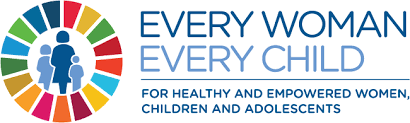 EVERY WOMAN
EVERY CHILD
FOR HEALTHY AND EMPOWERED WOMEN,
CHILDREN AND ADOLESCENTS